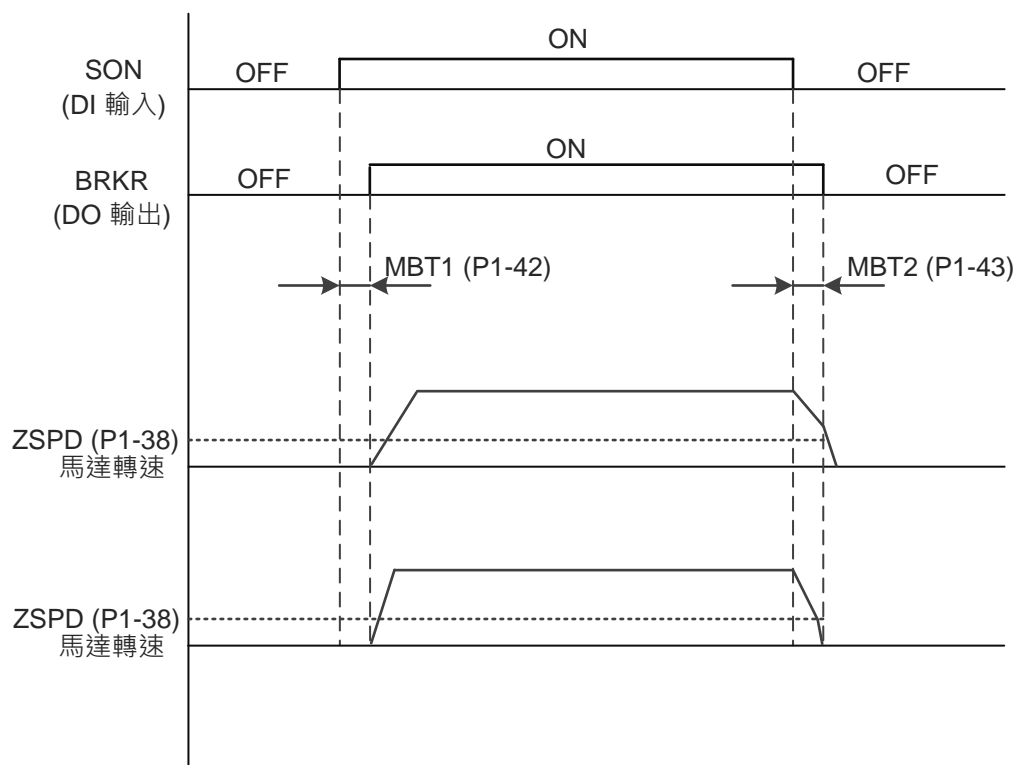 ON
SON
OFF
OFF
(DI 輸入)
ON
BRKR
OFF
OFF
(DO 輸出)
MBT1 (P1-42)
MBT2 (P1-43)
ZSPD (P1-38)
馬達轉速
ZSPD (P1-38)
馬達轉速